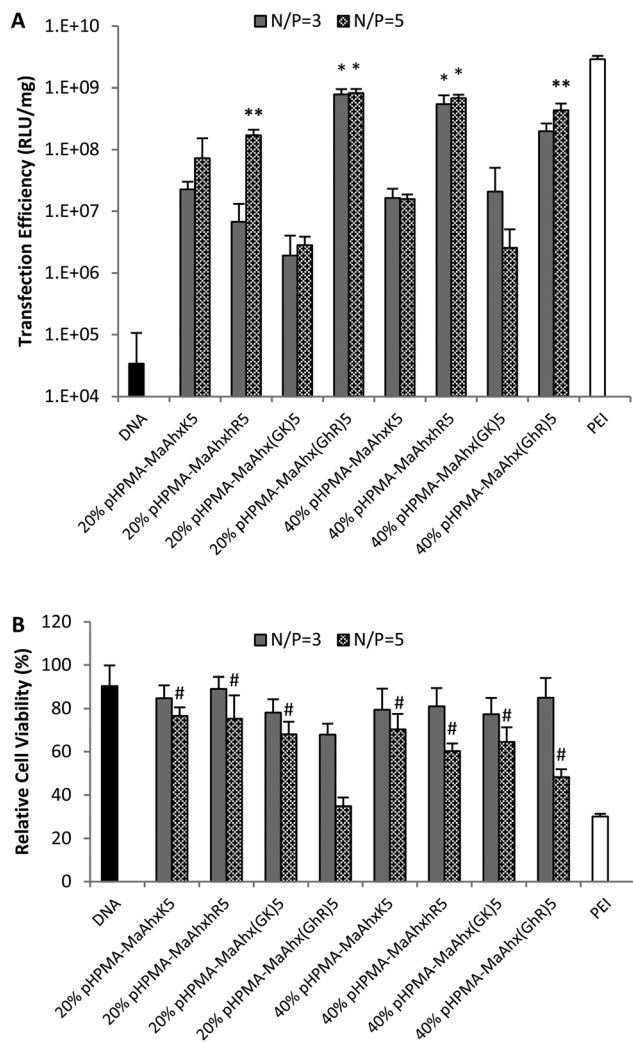 A
N/P=3 N/P=5
Transfection Efficiency (RLU/mg)
1.E+10
1.E+09
1.E+08
1.E+07
1.E+06
1.E+05
1.E+04
** * * * * **
DNA
20% pHPMA-MaAhxK5
20% pHPMA-MaAhxhR5
20% pHPMA-MaAhx(GK)5
20% pHPMA-MaAhx(GhR)5
40% pHPMA-MaAhxK5
40% pHPMA-MaAhxhR5
40% pHPMA-MaAhx(GK)5
40% pHPMA-MaAhx(GhR)5
PEI
B
N/P=3 N/P=5
Relative Cell Viability (%)
120
100
80
60
40
20
0
# # # # # # #
DNA
20% pHPMA-MaAhxK5
20% pHPMA-MaAhxhR5
20% pHPMA-MaAhx(GK)5
20% pHPMA-MaAhx(GhR)5
40% pHPMA-MaAhxK5
40% pHPMA-MaAhxhR5
40% pHPMA-MaAhx(GK)5
40% pHPMA-MaAhx(GhR)5
PEI